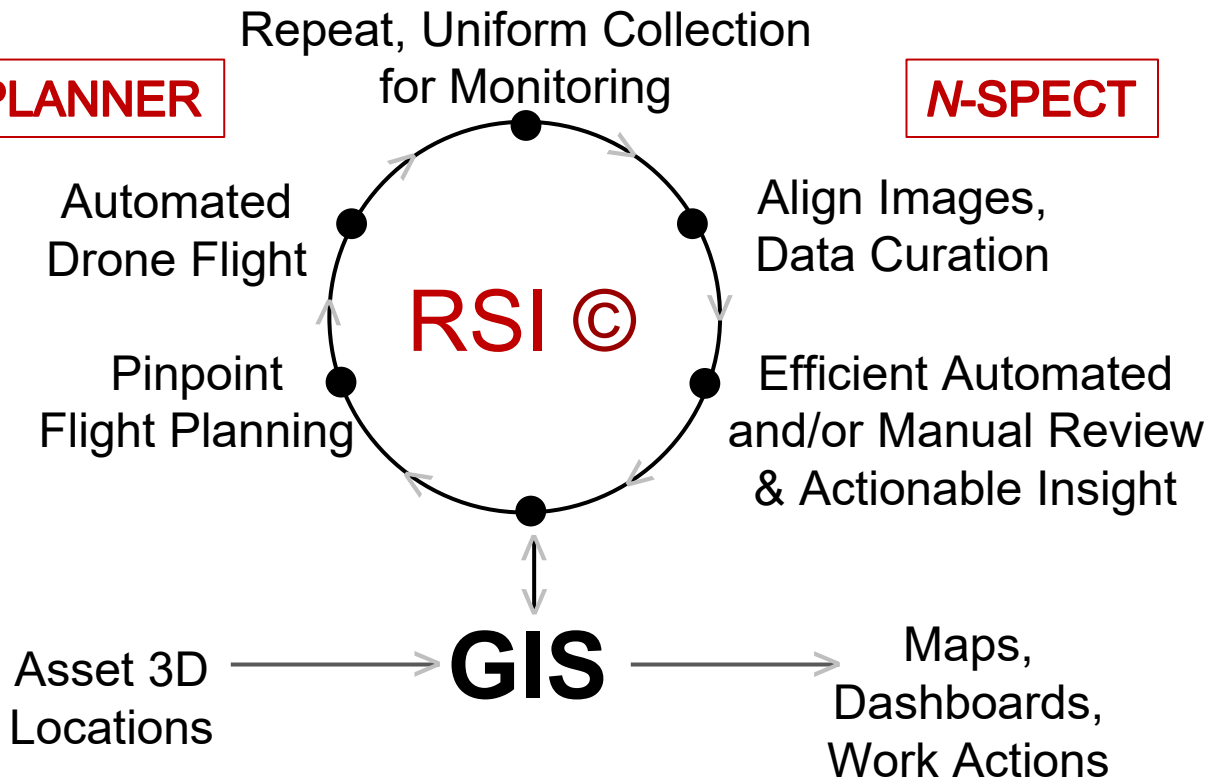 Repeat, Uniform Collection
for Monitoring
PLANNER
N-SPECT
Automated
Drone Flight
Align Images,
Data Curation
RSI ©
Pinpoint
Flight Planning
Efficient Automated
and/or Manual Review
& Actionable Insight
GIS
Asset 3D
Locations
Maps,
Dashboards,
Work Actions